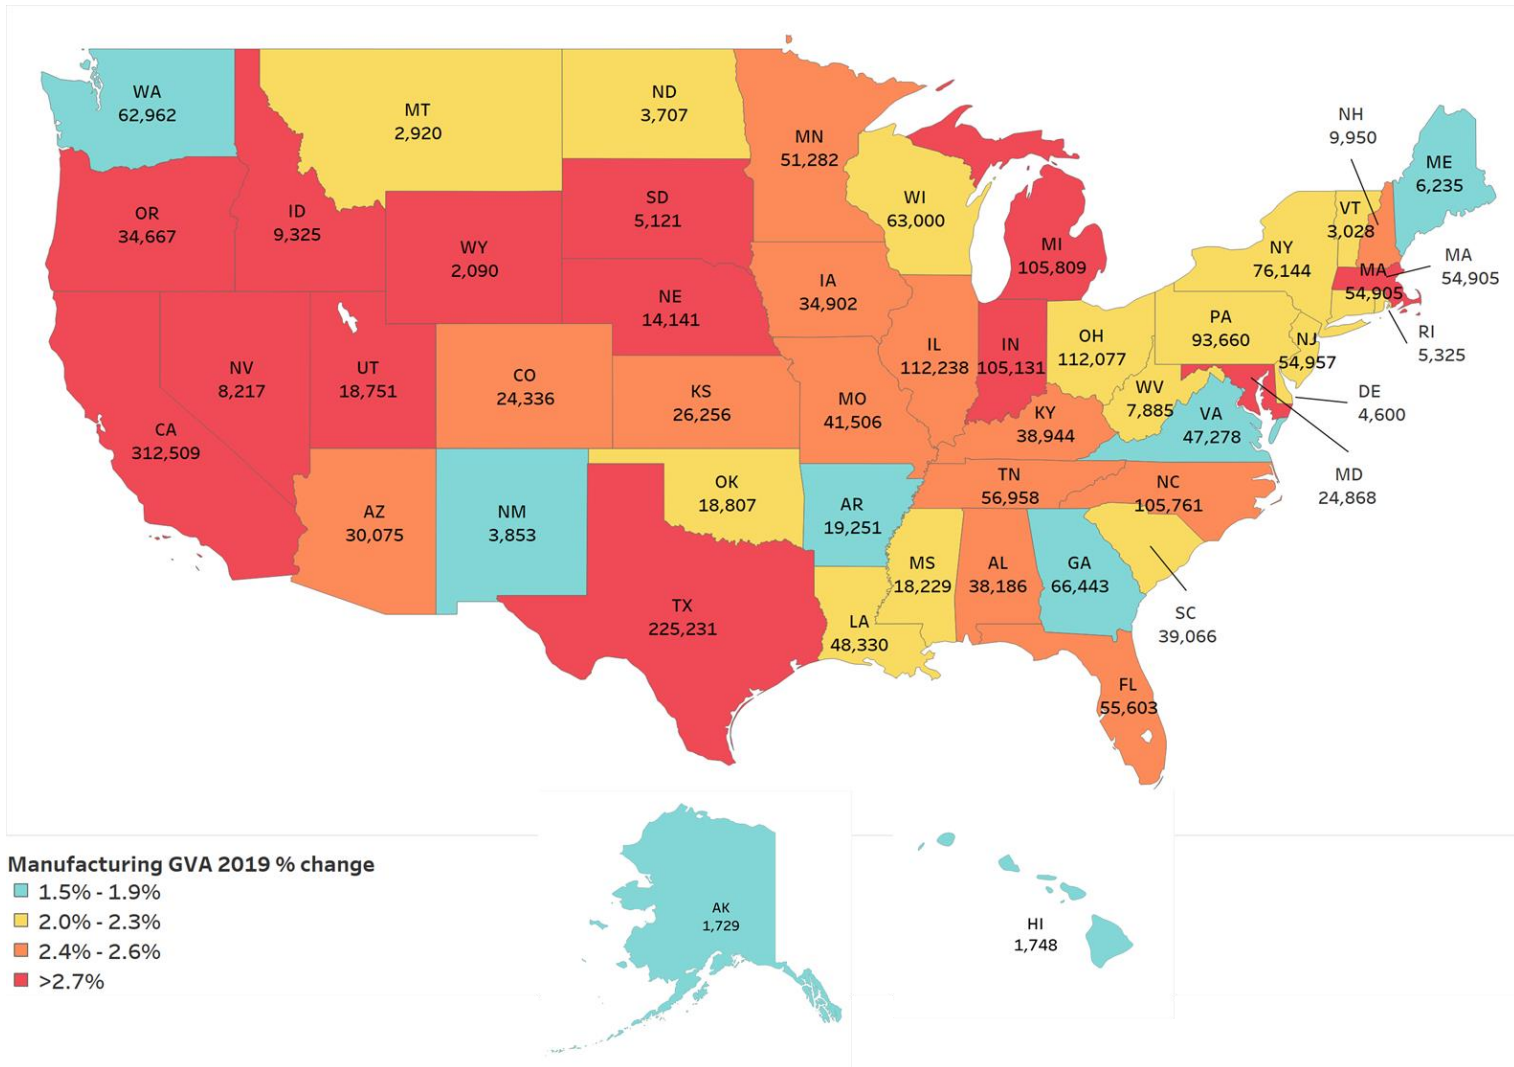 WA
62,962
MT
2,920
ND
3,707
MN
51,282
NH
9,950
ME
6,235
OR
34,667
ID
9,325
SD
5,121
WI
63,000
VT
3,028
WY
2,090
MI
105,809
NY
76,144
MA
54,905
MA
54,905
NE
14,141
IA
34,902
PA
93,660
RI
5,325
NV
8,217
UT
18,751
CO
24,336
KS
26,256
MO
41,506
IL
112,238
IN
105,131
OH
112,077
NJ
54,957
WV
7,885
VA
47,278
DE
4,600
CA
312,509
KY
38,944
MD
24,868
AZ
30,075
NM
3,853
OK
18,807
AR
19,251
TN
56,958
NC
105,761
MS
18,229
AL
38,186
GA
66,443
SC
39,066
TX
225,231
LA
48,330
FL
55,603
Manufacturing GVA 2019 % change
1.5% - 1.9%
2.0% - 2.3%
2.4% - 2.6%
>2.7%
AK
1,729
HI
1,748